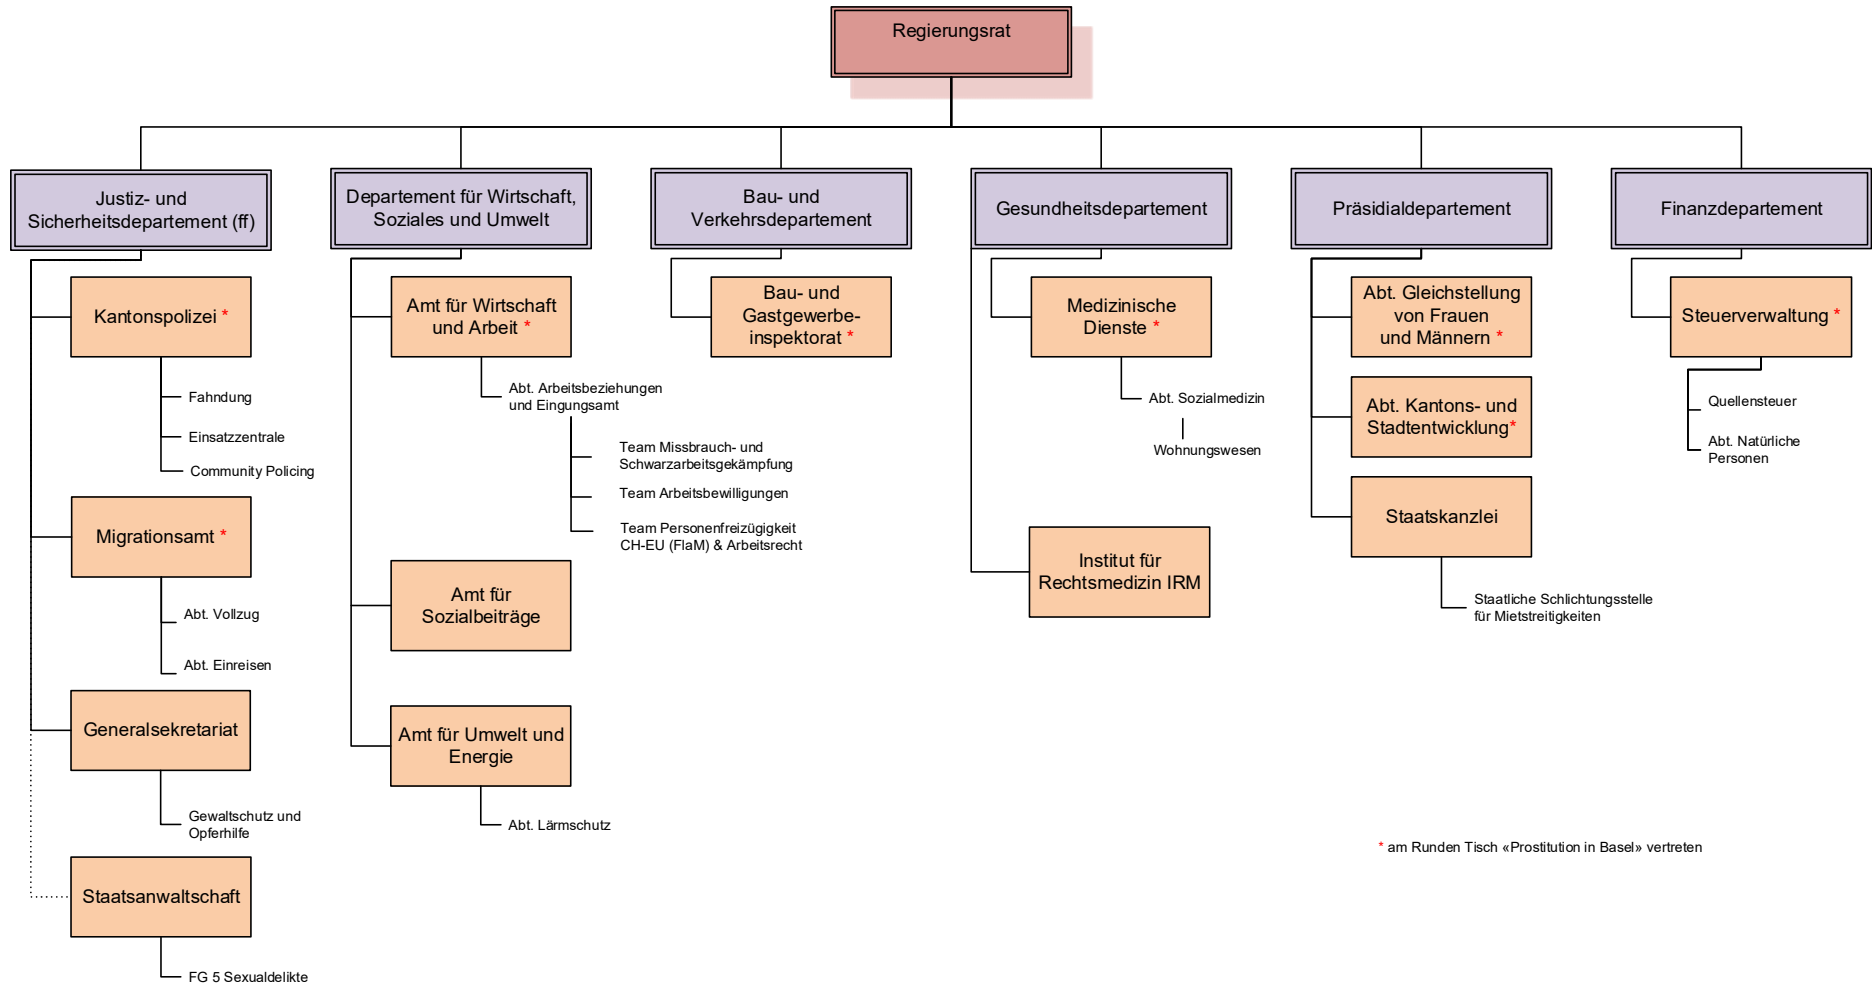 Regierungsrat
Justiz- und
Sicherheitsdepartement (ff)
Kantonspolizei *
Fahndung
Einsatzzentrale
Community Policing
Migrationsamt *
Abt. Vollzug
Abt. Einreisen
Generalsekretariat
Gewaltschutz und
Opferhilfe
Staatsanwaltschaft
FG 5 Sexualdelikte
Departement für Wirtschaft,
Soziales und Umwelt
Amt für Wirtschaft
und Arbeit *
Abt. Arbeitsbeziehungen
und Eingungsamt
Team Missbrauch- und
Schwarzarbeitsgekämpfung
Team Arbeitsbewilligungen
Team Personenfreizügigkeit
CH-EU (FlaM) & Arbeitsrecht
Amt für
Sozialbeiträge
Amt für Umwelt und
Energie
Abt. Lärmschutz
Bau- und
Verkehrsdepartement
Bau- und
Gastgewerbe-
inspektorat *
Gesundheitsdepartement
Medizinische
Dienste *
Abt. Sozialmedizin
Wohnungswesen
Institut für
Rechtsmedizin IRM
Präsidialdepartement
Abt. Gleichstellung
von Frauen
und Männern *
Abt. Kantons- und
Stadtentwicklung*
Staatskanzlei
Staatliche Schlichtungsstelle
für Mietstreitigkeiten
Finanzdepartement
Steuerverwaltung *
Quellensteuer
Abt. Natürliche
Personen
* am Runden Tisch «Prostitution in Basel» vertreten